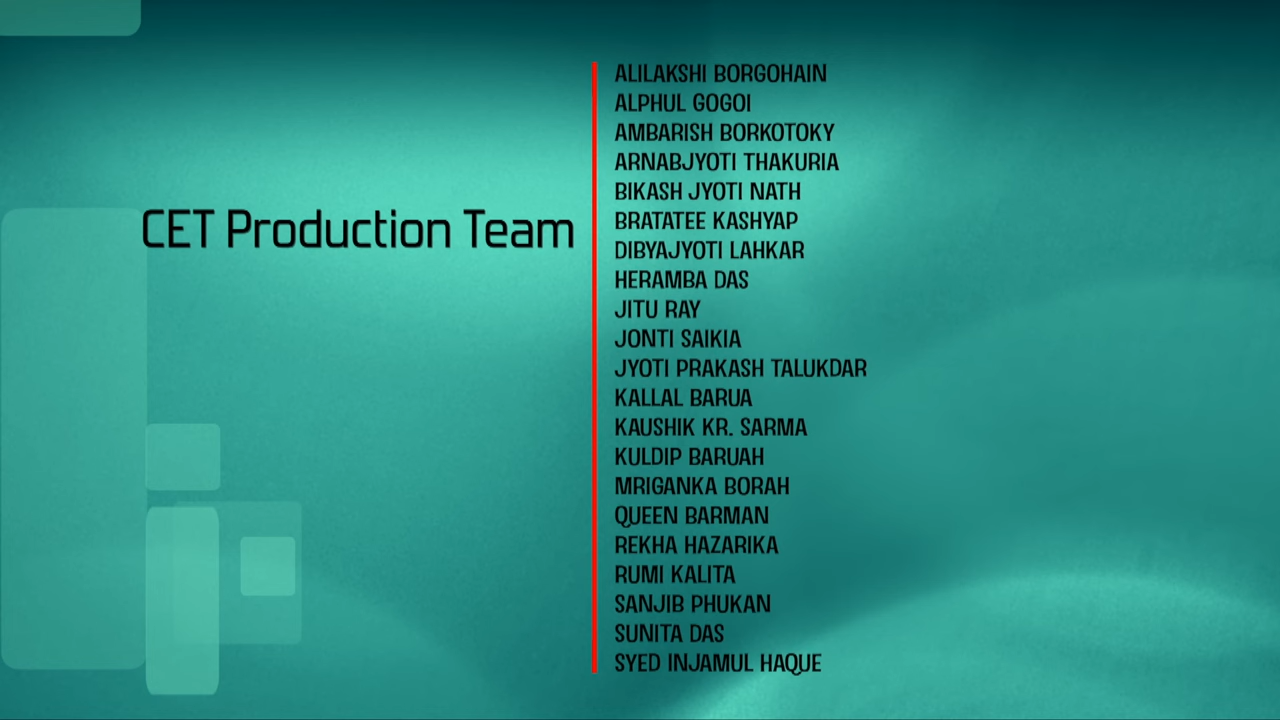 CET Production Team
ALILAKSHI BORGOHAIN
ALPHUL GOGOI
AMBARISH BORKOTOKY
ARNABJYOTI THAKURIA
BIKASH JYOTI NATH
BRATATEE KASHYAP
DIBYAJYOTI LAHKAR
HERAMBA DAS
JITU RAY
JONTI SAIKIA
JYOTI PRAKASH TALUKDAR
KALLAL BARUA
KAUSHIK KR. SARMA
KULDIP BARUAH
MRIGANKA BORAH
QUEEN BARMAN
REKHA HAZARIKA
RUMI KALITA
SANJIB PHUKAN
SUNITA DAS
SYED INJAMUL HAQUE